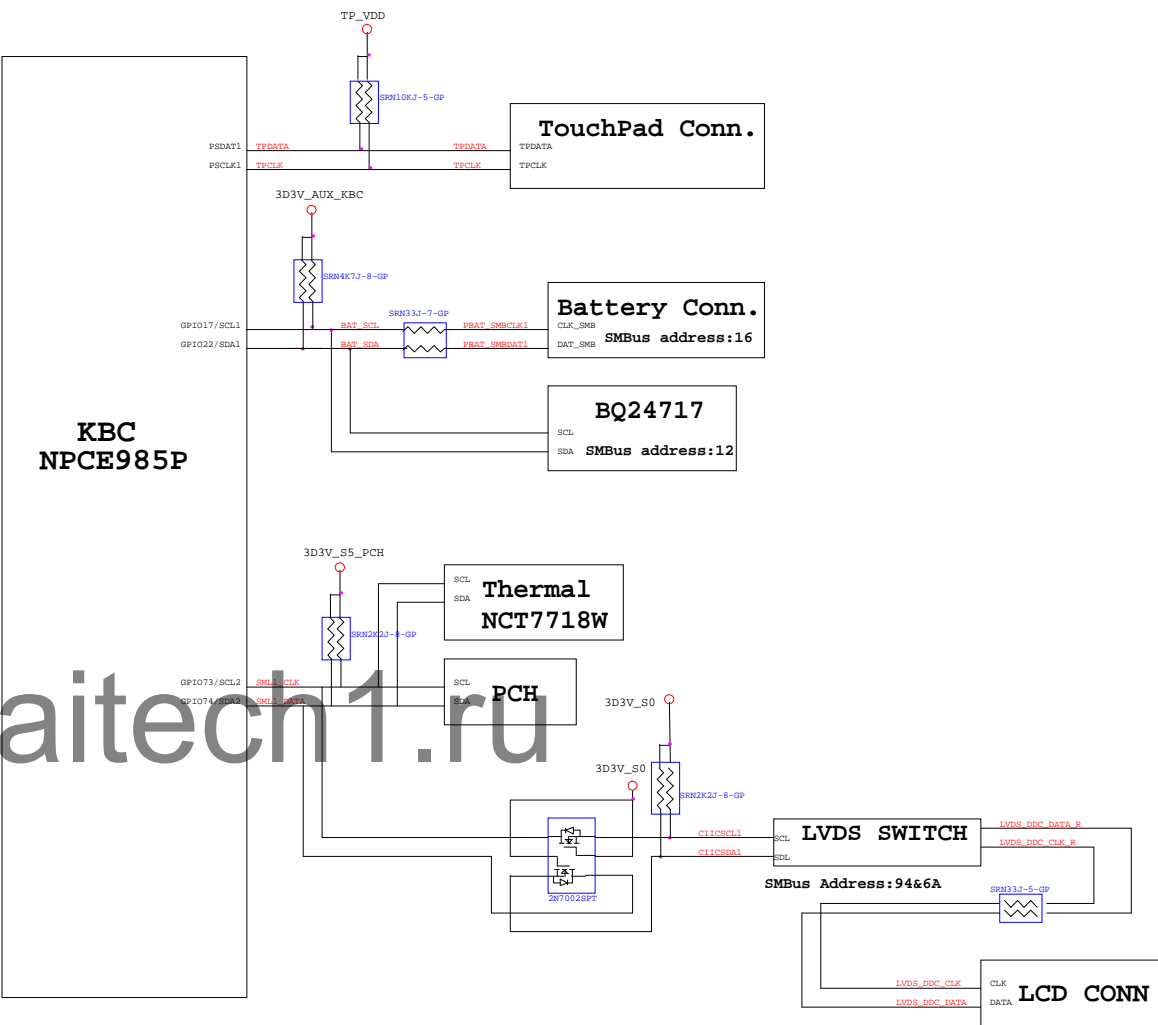 TP_VDD
SRN10KJ-5-GP
TouchPad Conn.
PSDAT1 TPDATA TPDATA TPDATA
PSCLK1 TPCLK TPCLK TPCLK
3D3V_AUX_KBC
SRN4K7J-8-GP
SRN33J-7-GP
Battery Conn.
GPIO17/SCL1 BAT_SCL PBAT_SMBCLK1 CLK_SMB
SMBus address:16
GPIO22/SDA1 BAT_SDA PBAT_SMBDAT1 DAT_SMB
BQ24717
SCL
SDA SMBus address:12
KBC
NPCE985P
3D3V_S5_PCH
SCL
Thermal
SDA
NCT7718W
SRN2K2J-8-GP
GPIO73/SCL2 SML1_CLK SCL
PCH
GPIO74/SDA2 SML1_DATA SDA
3D3V_S0
aitech1.ru
3D3V_S0
SRN2K2J-8-GP
CIICSCL1 SCL LVDS SWITCH LVDS_DDC_DATA_R
LVDS_DDC_CLK_R
CIICSDA1 SDL
SMBus Address:94&6A
SRN33J-5-GP
2N7002SPT
LVDS_DDC_CLK CLK
LCD CONN
LVDS_DDC_DATA DATA